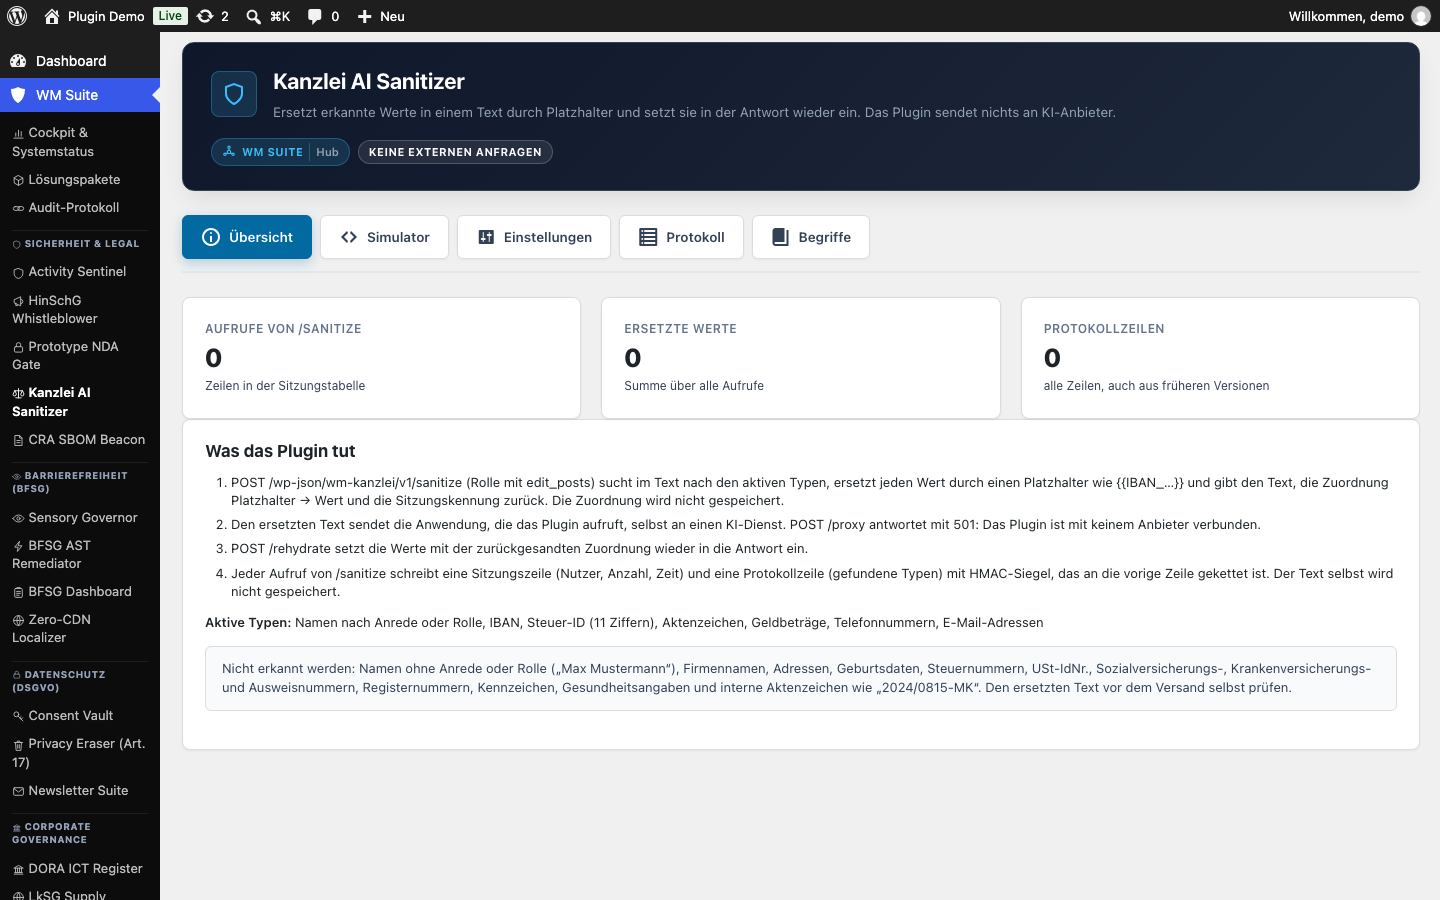 Plugin Demo Live 2 ⌘K 0 Neu Willkommen, demo
Dashboard
WM Suite
Cockpit &
Systemstatus
Lösungspakete
Audit-Protokoll
SICHERHEIT & LEGAL
Activity Sentinel
HinSchG
Whistleblower
Prototype NDA
Gate
Kanzlei AI
Sanitizer
CRA SBOM Beacon
BARRIEREFREIHEIT
(BFSG)
Sensory Governor
BFSG AST
Remediator
BFSG Dashboard
Zero-CDN
Localizer
DATENSCHUTZ
(DSGVO)
Consent Vault
Privacy Eraser (Art.
17)
Newsletter Suite
CORPORATE
GOVERNANCE
DORA ICT Register
LkSG Supply
Kanzlei AI Sanitizer
Ersetzt erkannte Werte in einem Text durch Platzhalter und setzt sie in der Antwort wieder ein. Das Plugin sendet nichts an KI-Anbieter.
WM SUITE Hub KEINE EXTERNEN ANFRAGEN
Übersicht Simulator Einstellungen Protokoll Begriffe
AUFRUFE VON /SANITIZE
0
Zeilen in der Sitzungstabelle
ERSETZTE WERTE
0
Summe über alle Aufrufe
PROTOKOLLZEILEN
0
alle Zeilen, auch aus früheren Versionen
Was das Plugin tut
1. POST /wp-json/wm-kanzlei/v1/sanitize (Rolle mit edit_posts) sucht im Text nach den aktiven Typen, ersetzt jeden Wert durch einen Platzhalter wie {{IBAN_…}} und gibt den Text, die Zuordnung
Platzhalter → Wert und die Sitzungskennung zurück. Die Zuordnung wird nicht gespeichert.
2. Den ersetzten Text sendet die Anwendung, die das Plugin aufruft, selbst an einen KI-Dienst. POST /proxy antwortet mit 501: Das Plugin ist mit keinem Anbieter verbunden.
3. POST /rehydrate setzt die Werte mit der zurückgesandten Zuordnung wieder in die Antwort ein.
4. Jeder Aufruf von /sanitize schreibt eine Sitzungszeile (Nutzer, Anzahl, Zeit) und eine Protokollzeile (gefundene Typen) mit HMAC-Siegel, das an die vorige Zeile gekettet ist. Der Text selbst wird
nicht gespeichert.
Aktive Typen: Namen nach Anrede oder Rolle, IBAN, Steuer-ID (11 Ziffern), Aktenzeichen, Geldbeträge, Telefonnummern, E-Mail-Adressen
Nicht erkannt werden: Namen ohne Anrede oder Rolle („Max Mustermann“), Firmennamen, Adressen, Geburtsdaten, Steuernummern, USt-IdNr., Sozialversicherungs-, Krankenversicherungs-
und Ausweisnummern, Registernummern, Kennzeichen, Gesundheitsangaben und interne Aktenzeichen wie „2024/0815-MK“. Den ersetzten Text vor dem Versand selbst prüfen.